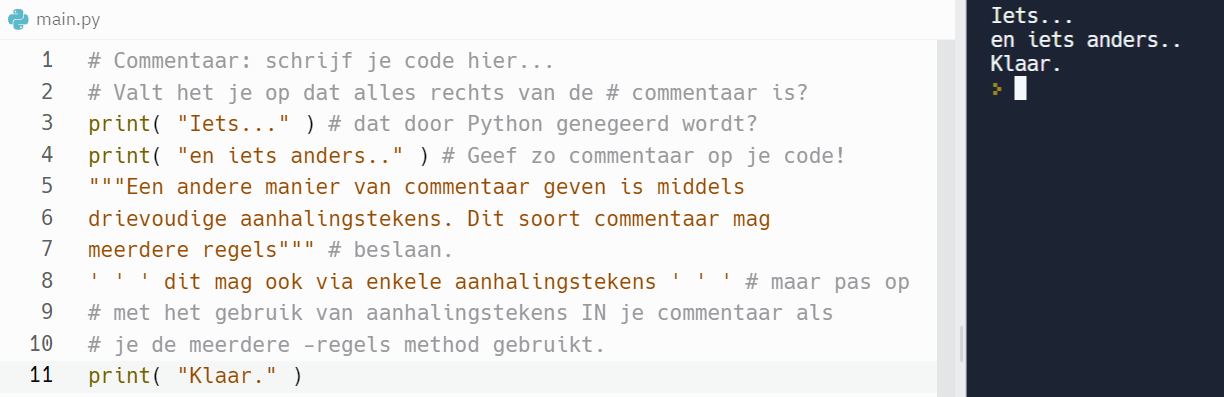 main.py
1 # Commentaar: schrijf je code hier...
2 # Valt het je op dat alles rechts van de # commentaar is?
3 print( "Iets..." ) # dat door Python genegeerd wordt?
4 print( "en iets anders.." ) # Geef zo commentaar op je code!
5 """Een andere manier van commentaar geven is middels
6 drievoudige aanhalingstekens. Dit soort commentaar mag
7 meerdere regels""" # beslaan.
8 ' ' ' dit mag ook via enkele aanhalingstekens ' ' ' # maar pas op
9 # met het gebruik van aanhalingstekens IN je commentaar als
10 # je de meerdere -regels method gebruikt.
11 print( "Klaar." )
Iets...
en iets anders..
Klaar.
>